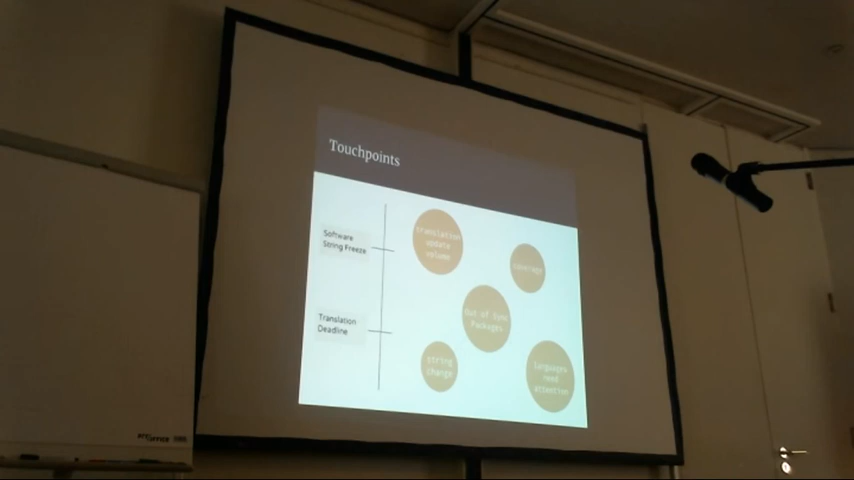 Touchpoints
Software
String Freeze
Translation
Deadline
translation
update
volume
coverage
Out of Sync
Packages
string
change
languages
need
attention